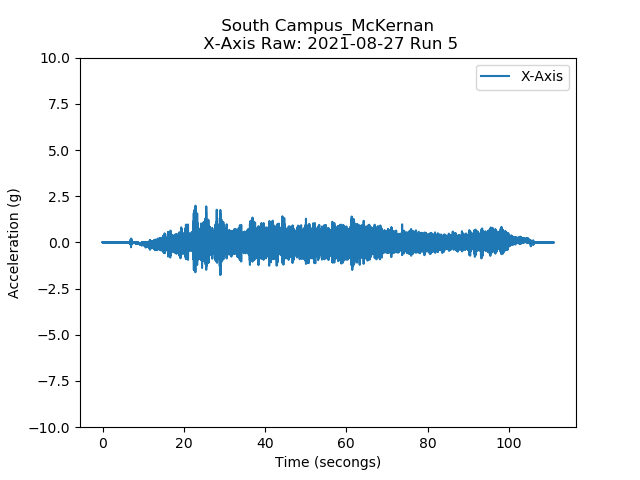 South Campus_McKernan
X-Axis Raw: 2021-08-27 Run 5
X-Axis
10.0
7.5
5.0
2.5
0.0
−2.5
−5.0
−7.5
−10.0
Acceleration (g)
0 20 40 60 80 100
Time (secongs)